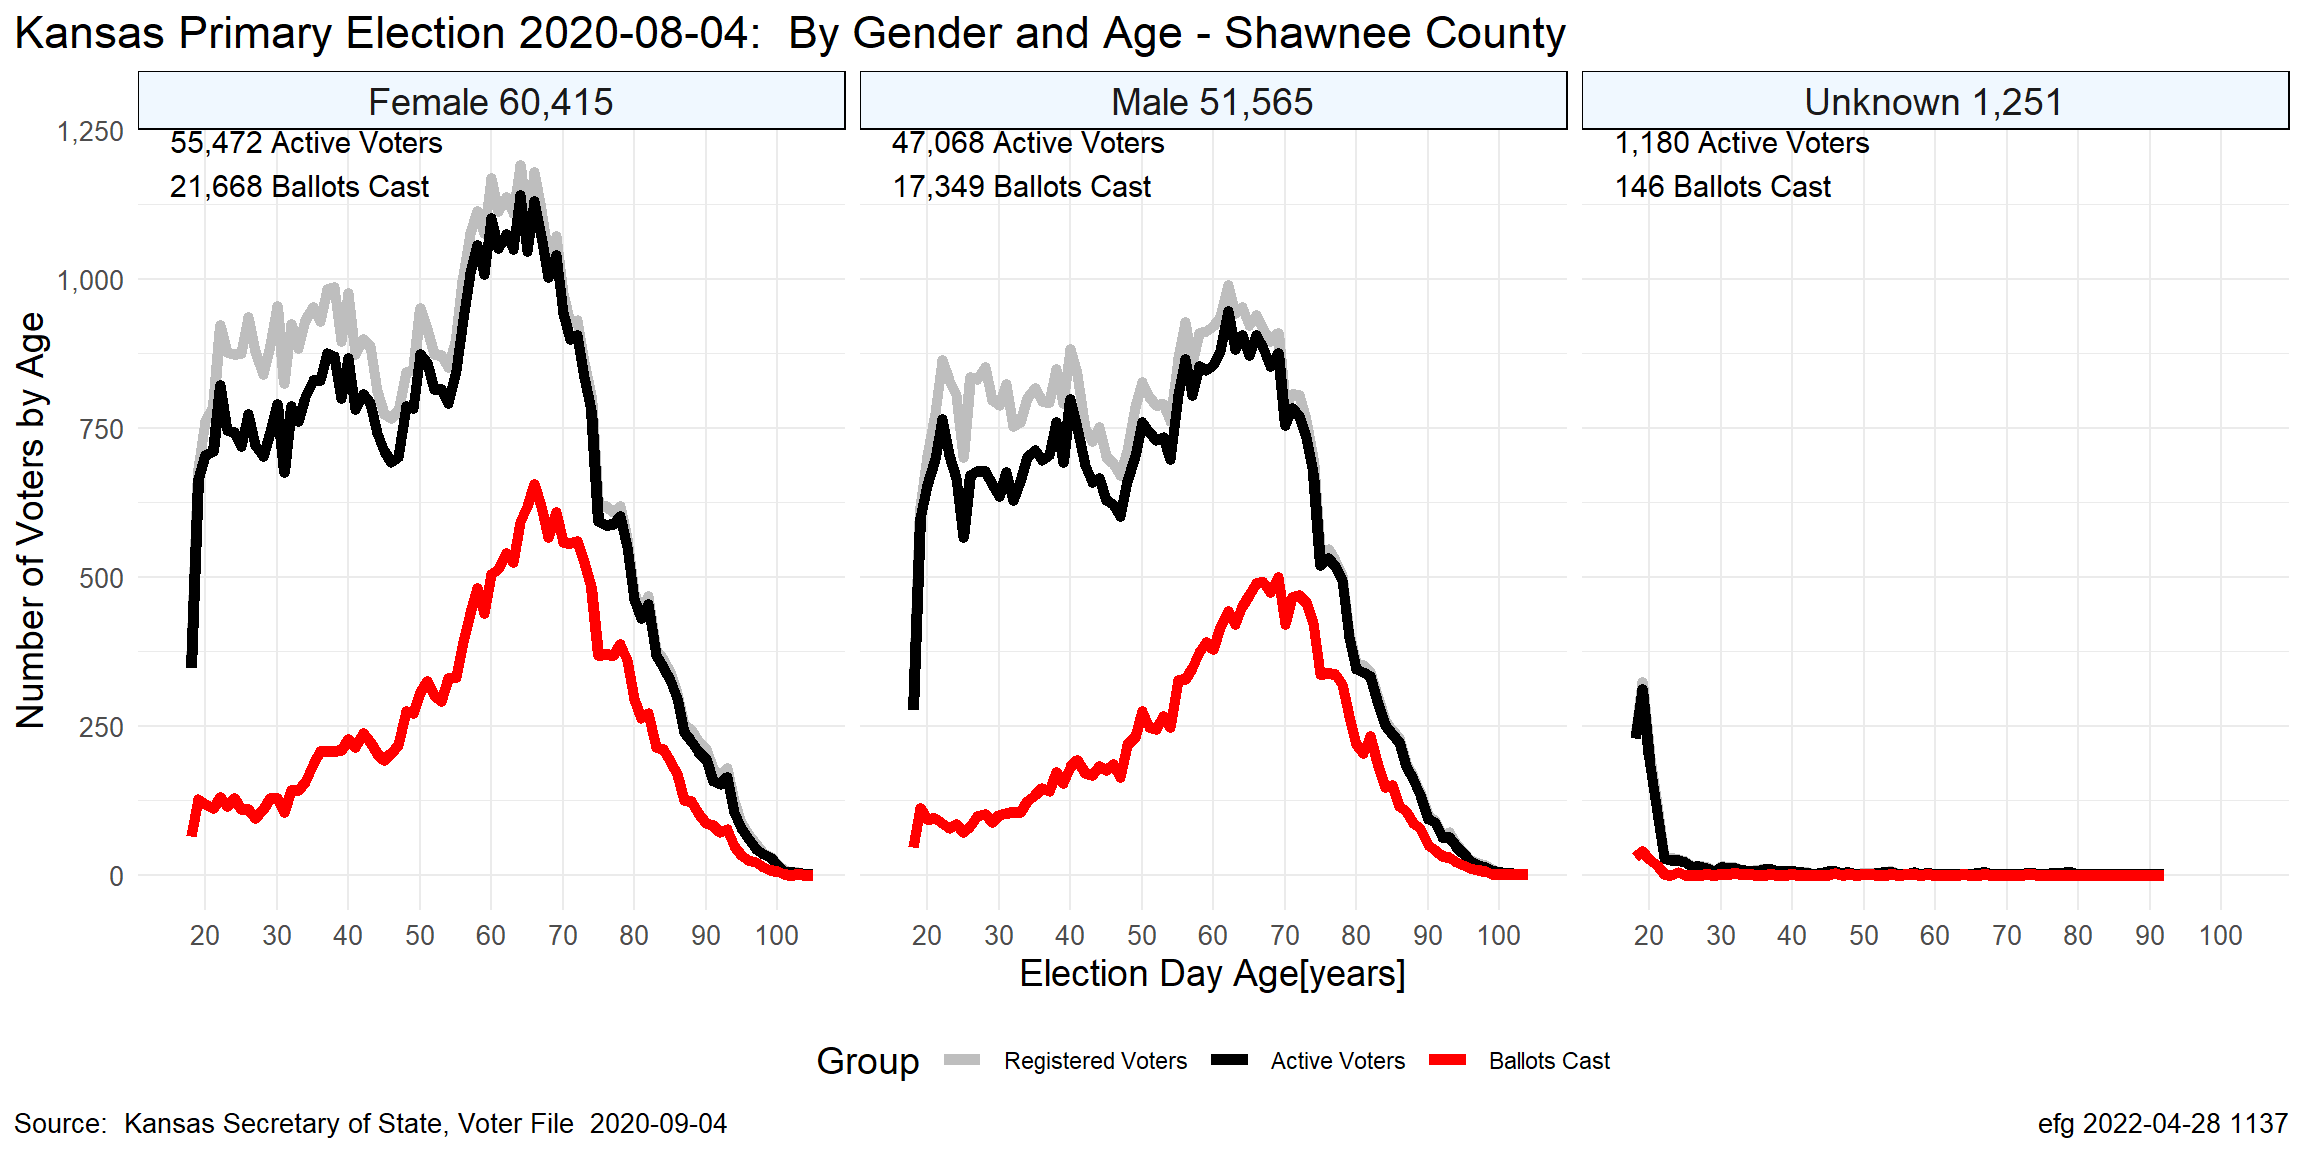 Kansas Primary Election 2020-08-04:  By Gender and Age - Shawnee County
Female 60,415
Male 51,565
Unknown 1,251
55,472 Active Voters
21,668 Ballots Cast
47,068 Active Voters
17,349 Ballots Cast
1,180 Active Voters
146 Ballots Cast
Number of Voters by Age
1,250
1,000
750
500
250
0
20 30 40 50 60 70 80 90 100
20 30 40 50 60 70 80 90 100
20 30 40 50 60 70 80 90 100
Election Day Age[years]
Group Registered Voters Active Voters Ballots Cast
Source:  Kansas Secretary of State, Voter File  2020-09-04
efg 2022-04-28 1137